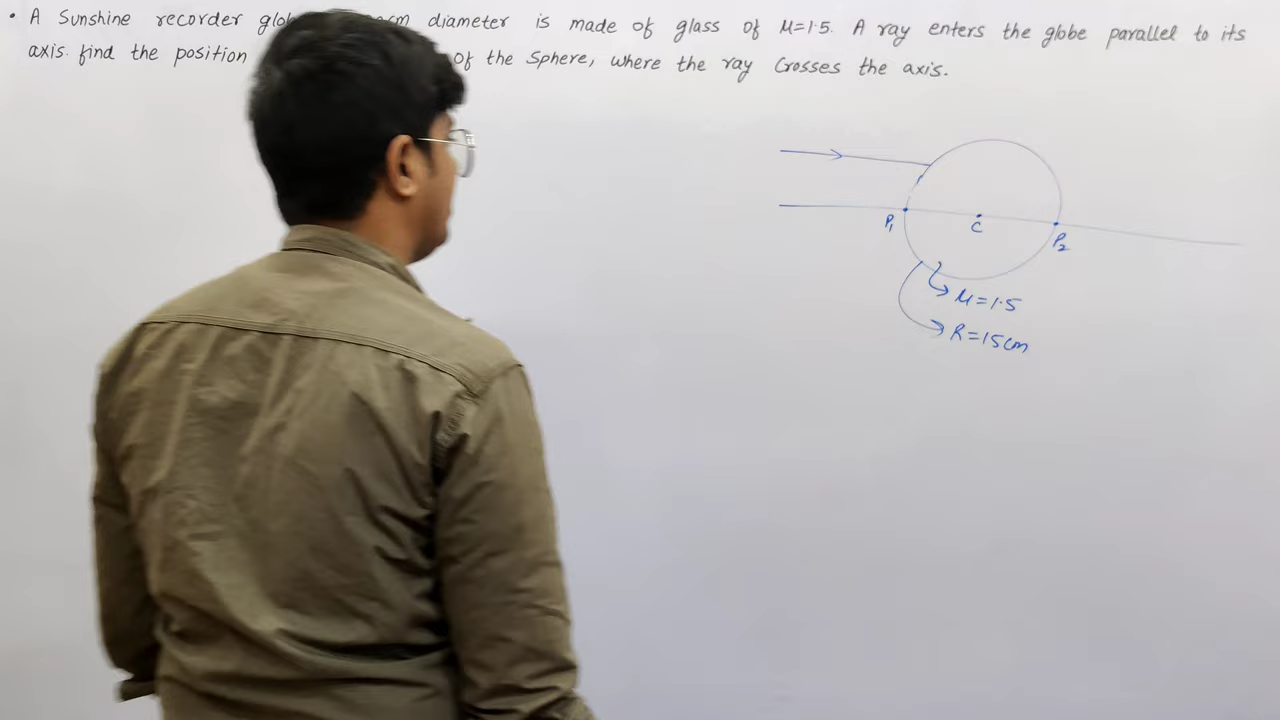 • A Sunshine recorder glo cm diameter is made of glass of μ=1.5. A ray enters the globe parallel to its
axis. find the position of the Sphere, where the ray Crosses the axis.
P₁
C
P₂
μ=1.5
R=15cm